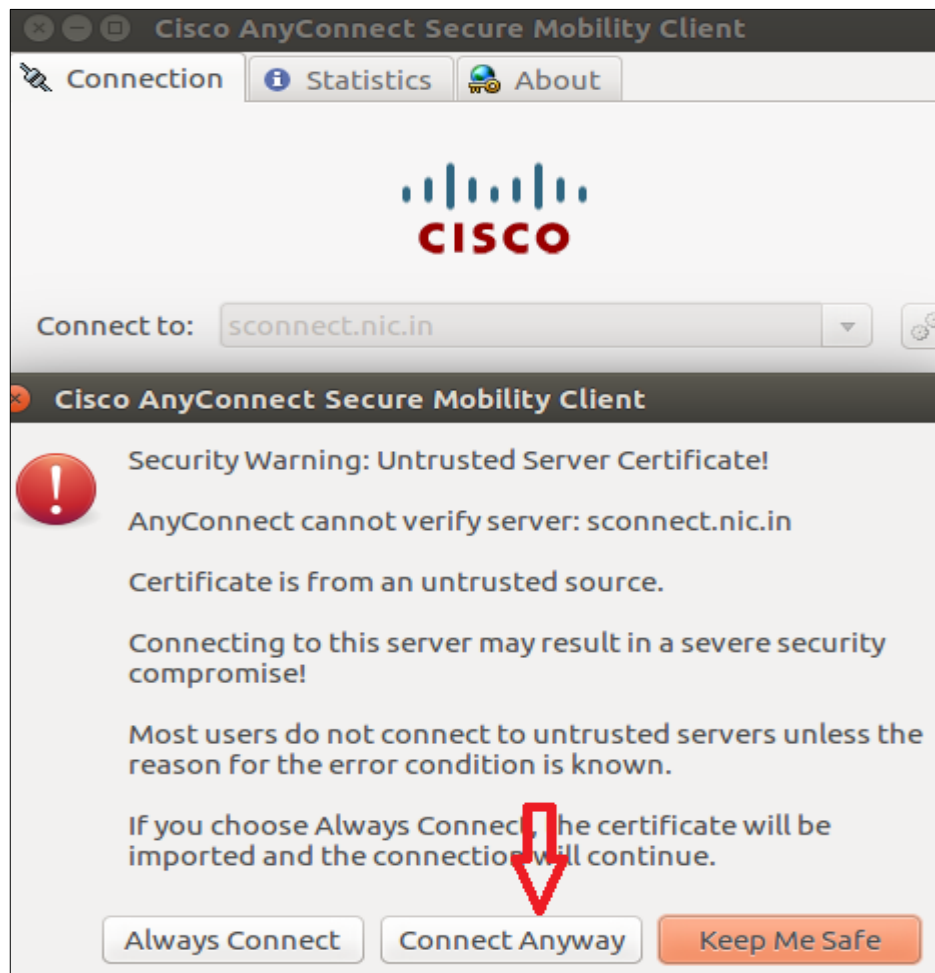 Cisco AnyConnect Secure Mobility Client
Connection
Statistics
About
CISCO
Connect to:
sconnect.nic.in
Cisco AnyConnect Secure Mobility Client
Security Warning: Untrusted Server Certificate!
AnyConnect cannot verify server: sconnect.nic.in
Certificate is from an untrusted source.
Connecting to this server may result in a severe security
compromise!
Most users do not connect to untrusted servers unless the
reason for the error condition is known.
If you choose Always Connect, the certificate will be
imported and the connection will continue.
Always Connect
Connect Anyway
Keep Me Safe